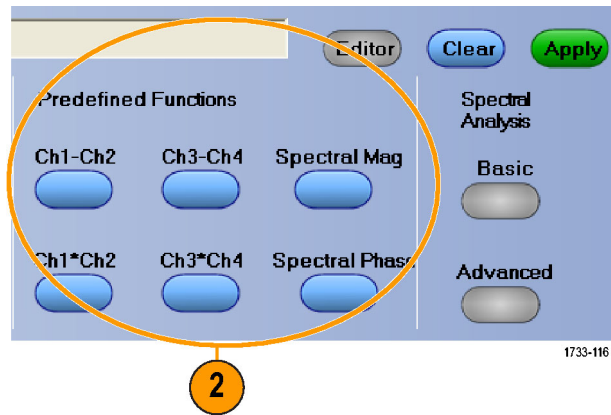 Editor Clear Apply
Predefined Functions
Spectral
Analysis
Ch1-Ch2 Ch3-Ch4 Spectral Mag
Basic
Ch1*Ch2 Ch3*Ch4 Spectral Phase
Advanced
1733-116
2